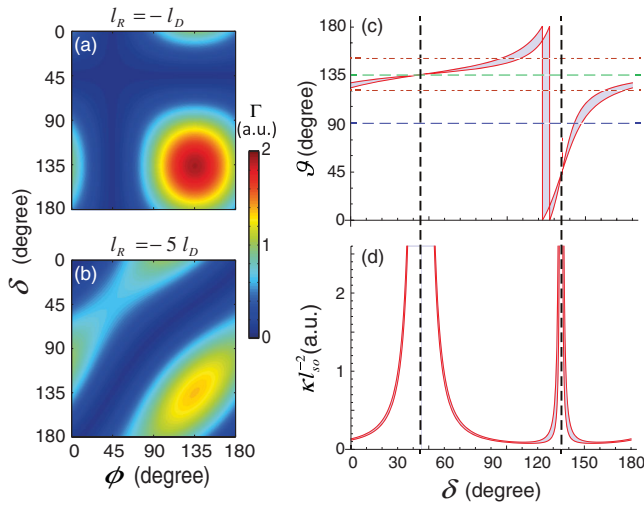 l_R = − l_D
(a)
0
45
90
135
180
Γ
(a.u.)
2
1
0
δ (degree)
l_R = − 5 l_D
(b)
0
45
90
135
180
0 45 90 135 180
ϕ (degree)
(c)
180
135
90
45
0
ϑ (degree)
(d)
2
1
0
κl_{so}^{−2} (a.u.)
0 30 60 90 120 150 180
δ (degree)